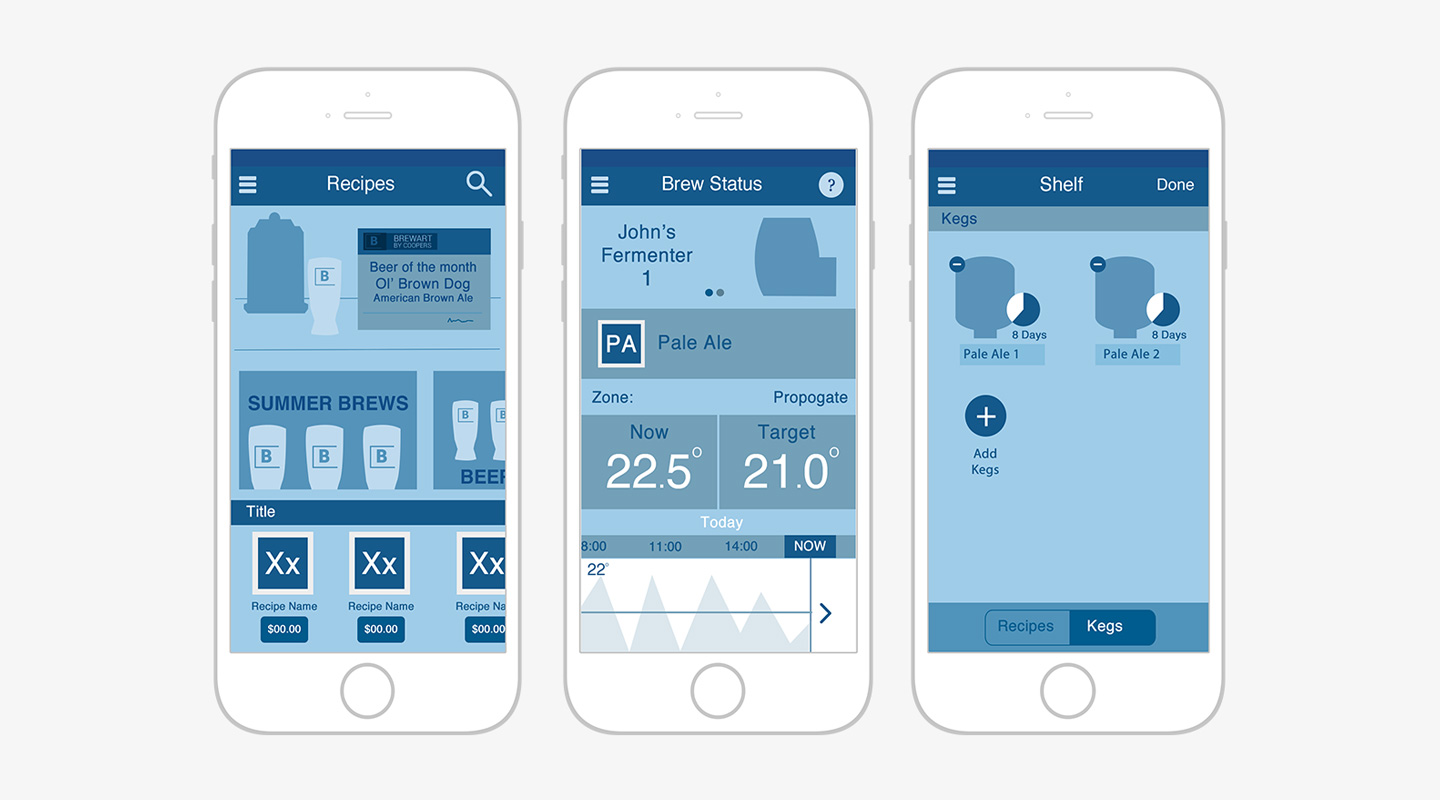 Recipes
B BREWART
BY COOPERS
Beer of the month
Ol' Brown Dog
American Brown Ale
B
SUMMER BREWS
B B B
B B
BEER
Title
Xx Xx Xx
Recipe Name Recipe Name Recipe Na
$00.00 $00.00 $00.00
Brew Status ?
John's
Fermenter
1
PA Pale Ale
Zone: Propogate
Now Target
22.5° 21.0°
Today
8:00 11:00 14:00 NOW
22°
Shelf Done
Kegs
8 Days 8 Days
Pale Ale 1 Pale Ale 2
Add
Kegs
Recipes Kegs